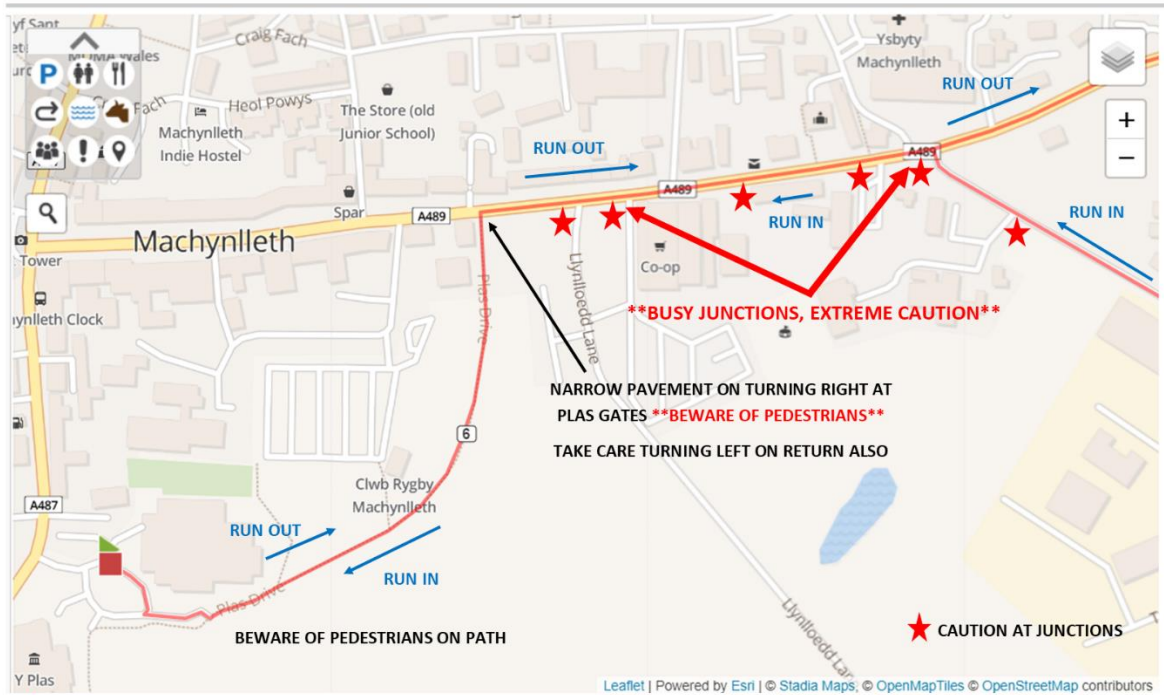 yf Sant
MOMA Wales
Craig Fach
Heol Powys
Machynlleth
Indie Hostel
The Store (old
Junior School)
Ysbyty
Machynlleth
RUN OUT
RUN OUT
P
+
−
A489
A489
A489
RUN IN
RUN IN
Spar
Machynlleth
Tower
ynlleth Clock
Plas Drive
Llynlloedd Lane
Co-op
**BUSY JUNCTIONS, EXTREME CAUTION**
NARROW PAVEMENT ON TURNING RIGHT AT
PLAS GATES **BEWARE OF PEDESTRIANS**
TAKE CARE TURNING LEFT ON RETURN ALSO
6
Clwb Rygby
Machynlleth
A487
RUN OUT
RUN IN
Plas Drive
Llynlloedd Lane
BEWARE OF PEDESTRIANS ON PATH
CAUTION AT JUNCTIONS
Y Plas
Leaflet | Powered by Esri | © Stadia Maps, © OpenMapTiles © OpenStreetMap contributors